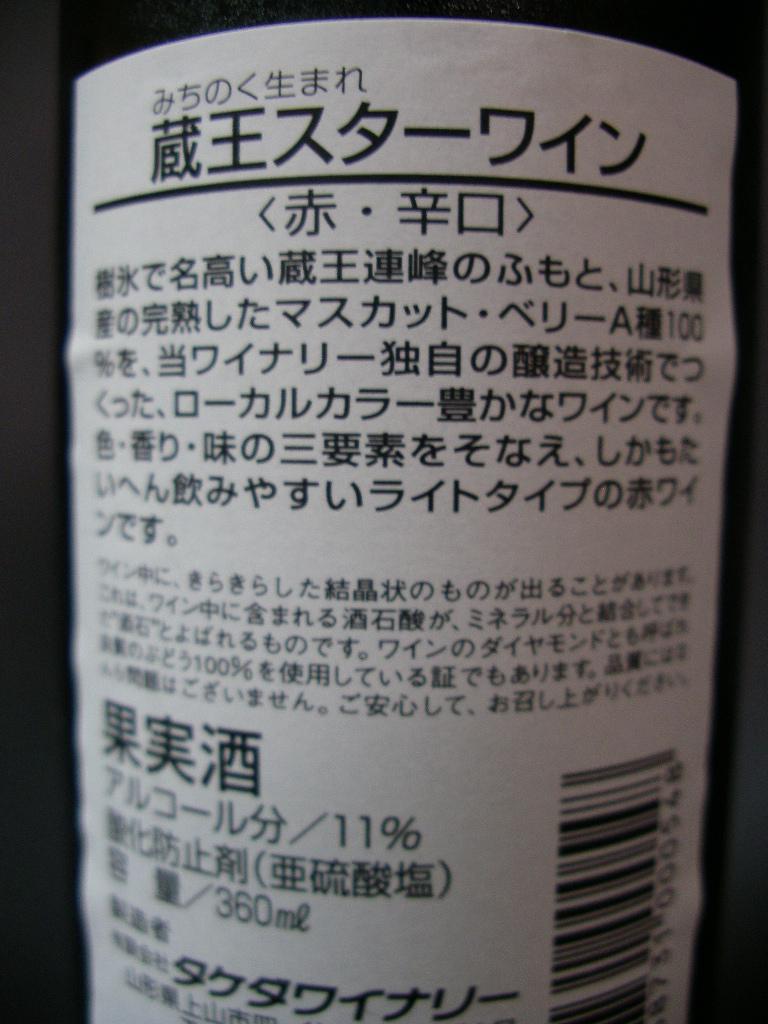 みちのく生まれ
蔵王スターワイン
〈赤・辛口〉
樹氷で名高い蔵王連峰のふもと、山形県
産の完熟したマスカット・ベリーA種100
%を、当ワイナリー独自の醸造技術でつ
くった、ローカルカラー豊かなワインです。
色・香り・味の三要素をそなえ、しかもた
いへん飲みやすいライトタイプの赤ワイ
ンです。
ワイン中に、きらきらした結晶状のものが出ることがあります。
これは、ワイン中に含まれる酒石酸が、ミネラル分と結合してでき
た"酒石"とよばれるものです。ワインのダイヤモンドとも呼ばれ
のぶどう100%を使用している証でもあります。品質には
問題はございません。ご安心して、お召し上がりください。
果実酒
アルコール分/11%
酸化防止剤(亜硫酸塩)
容 量/360ml
製造者
有限会社 タケダワイナリー
山形県上山市四